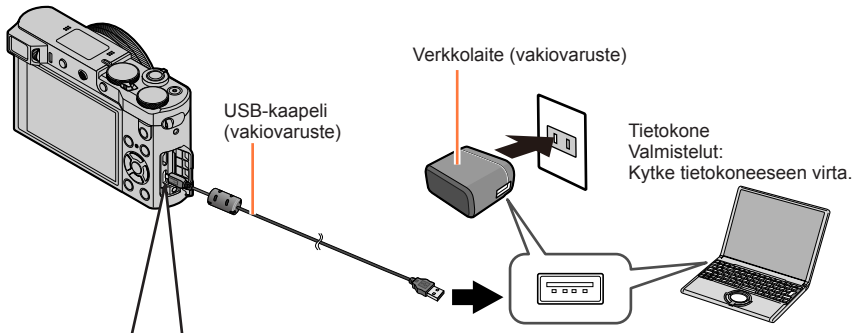 Verkkolaite (vakiovaruste)
USB-kaapeli
(vakiovaruste)
Tietokone
Valmistelut:
Kytke tietokoneeseen virta.